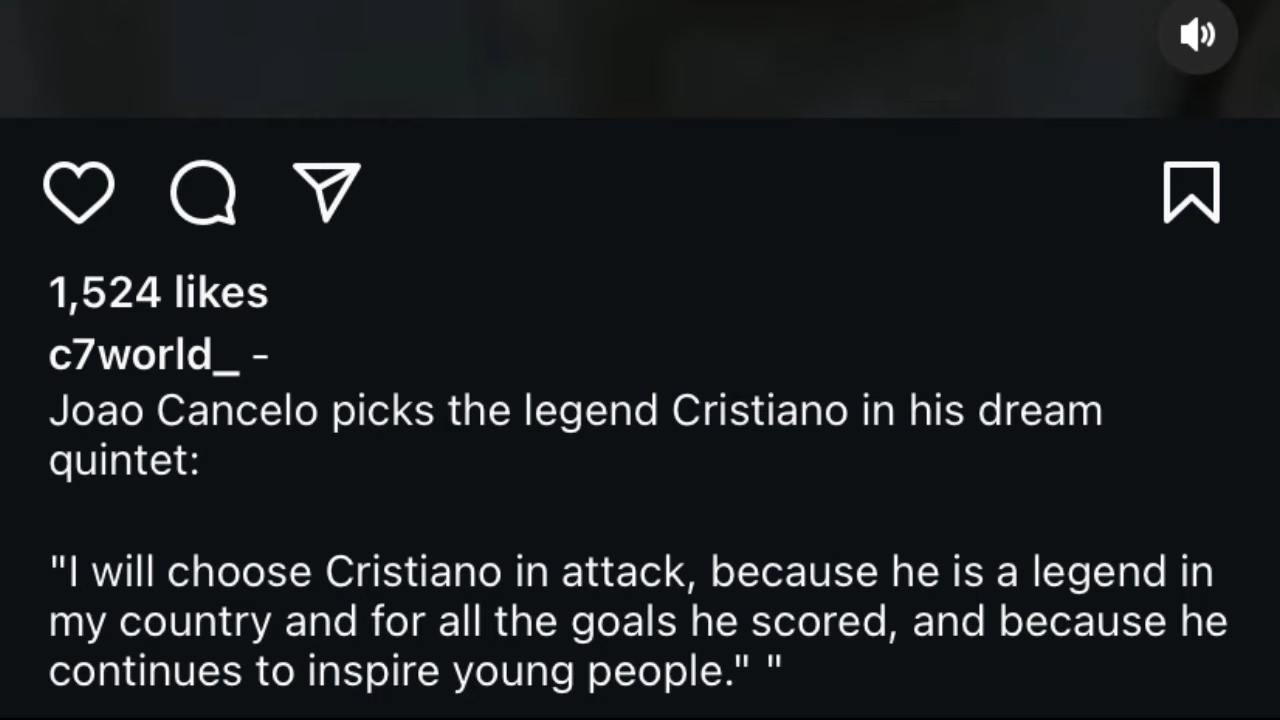 1,524 likes
c7world_ -
Joao Cancelo picks the legend Cristiano in his dream
quintet:
"I will choose Cristiano in attack, because he is a legend in
my country and for all the goals he scored, and because he
continues to inspire young people." "